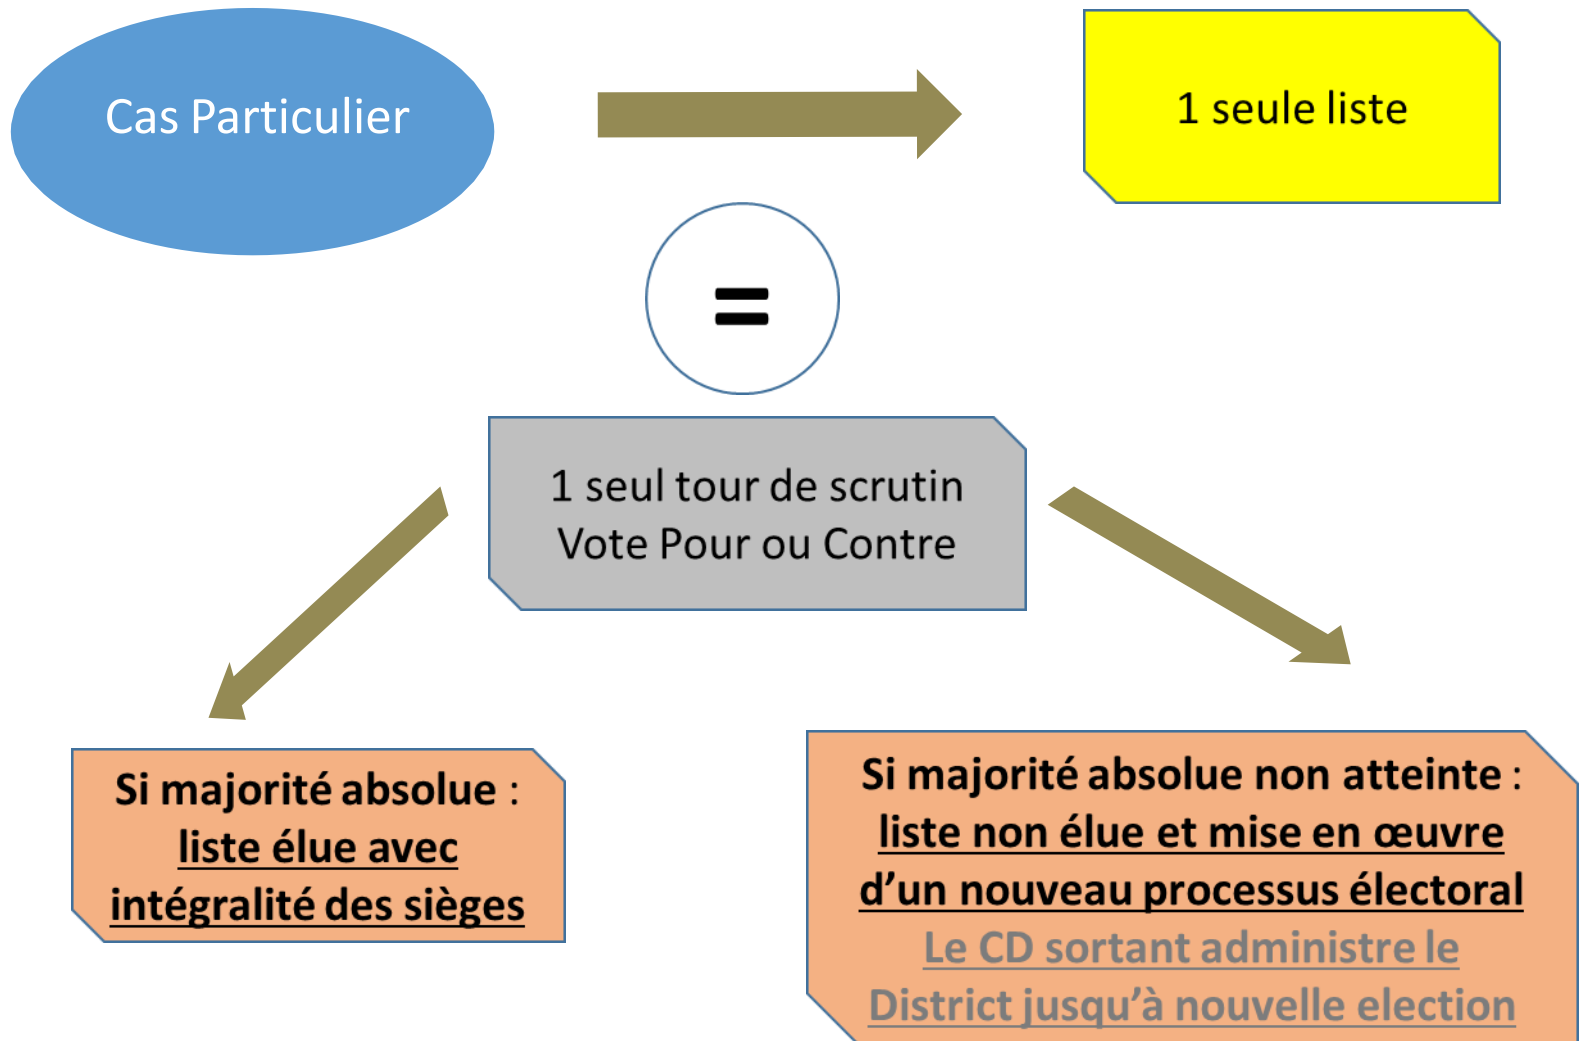 Cas Particulier
1 seule liste
=
1 seul tour de scrutin
Vote Pour ou Contre
Si majorité absolue :
liste élue avec
intégralité des sièges
Si majorité absolue non atteinte :
liste non élue et mise en œuvre
d’un nouveau processus électoral
Le CD sortant administre le
District jusqu’à nouvelle election